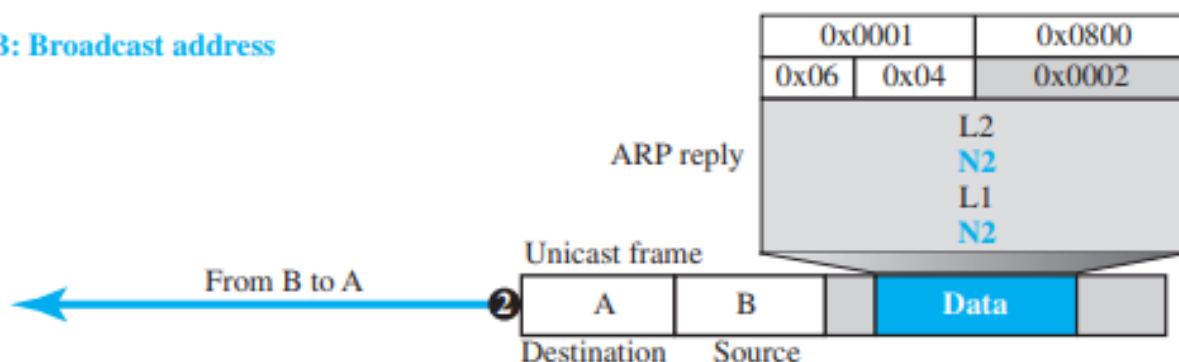 : Broadcast address
0x0001 0x0800
0x06 0x04 0x0002
ARP reply
L2
N2
L1
N2
Unicast frame
From B to A
2 A B Data
Destination Source